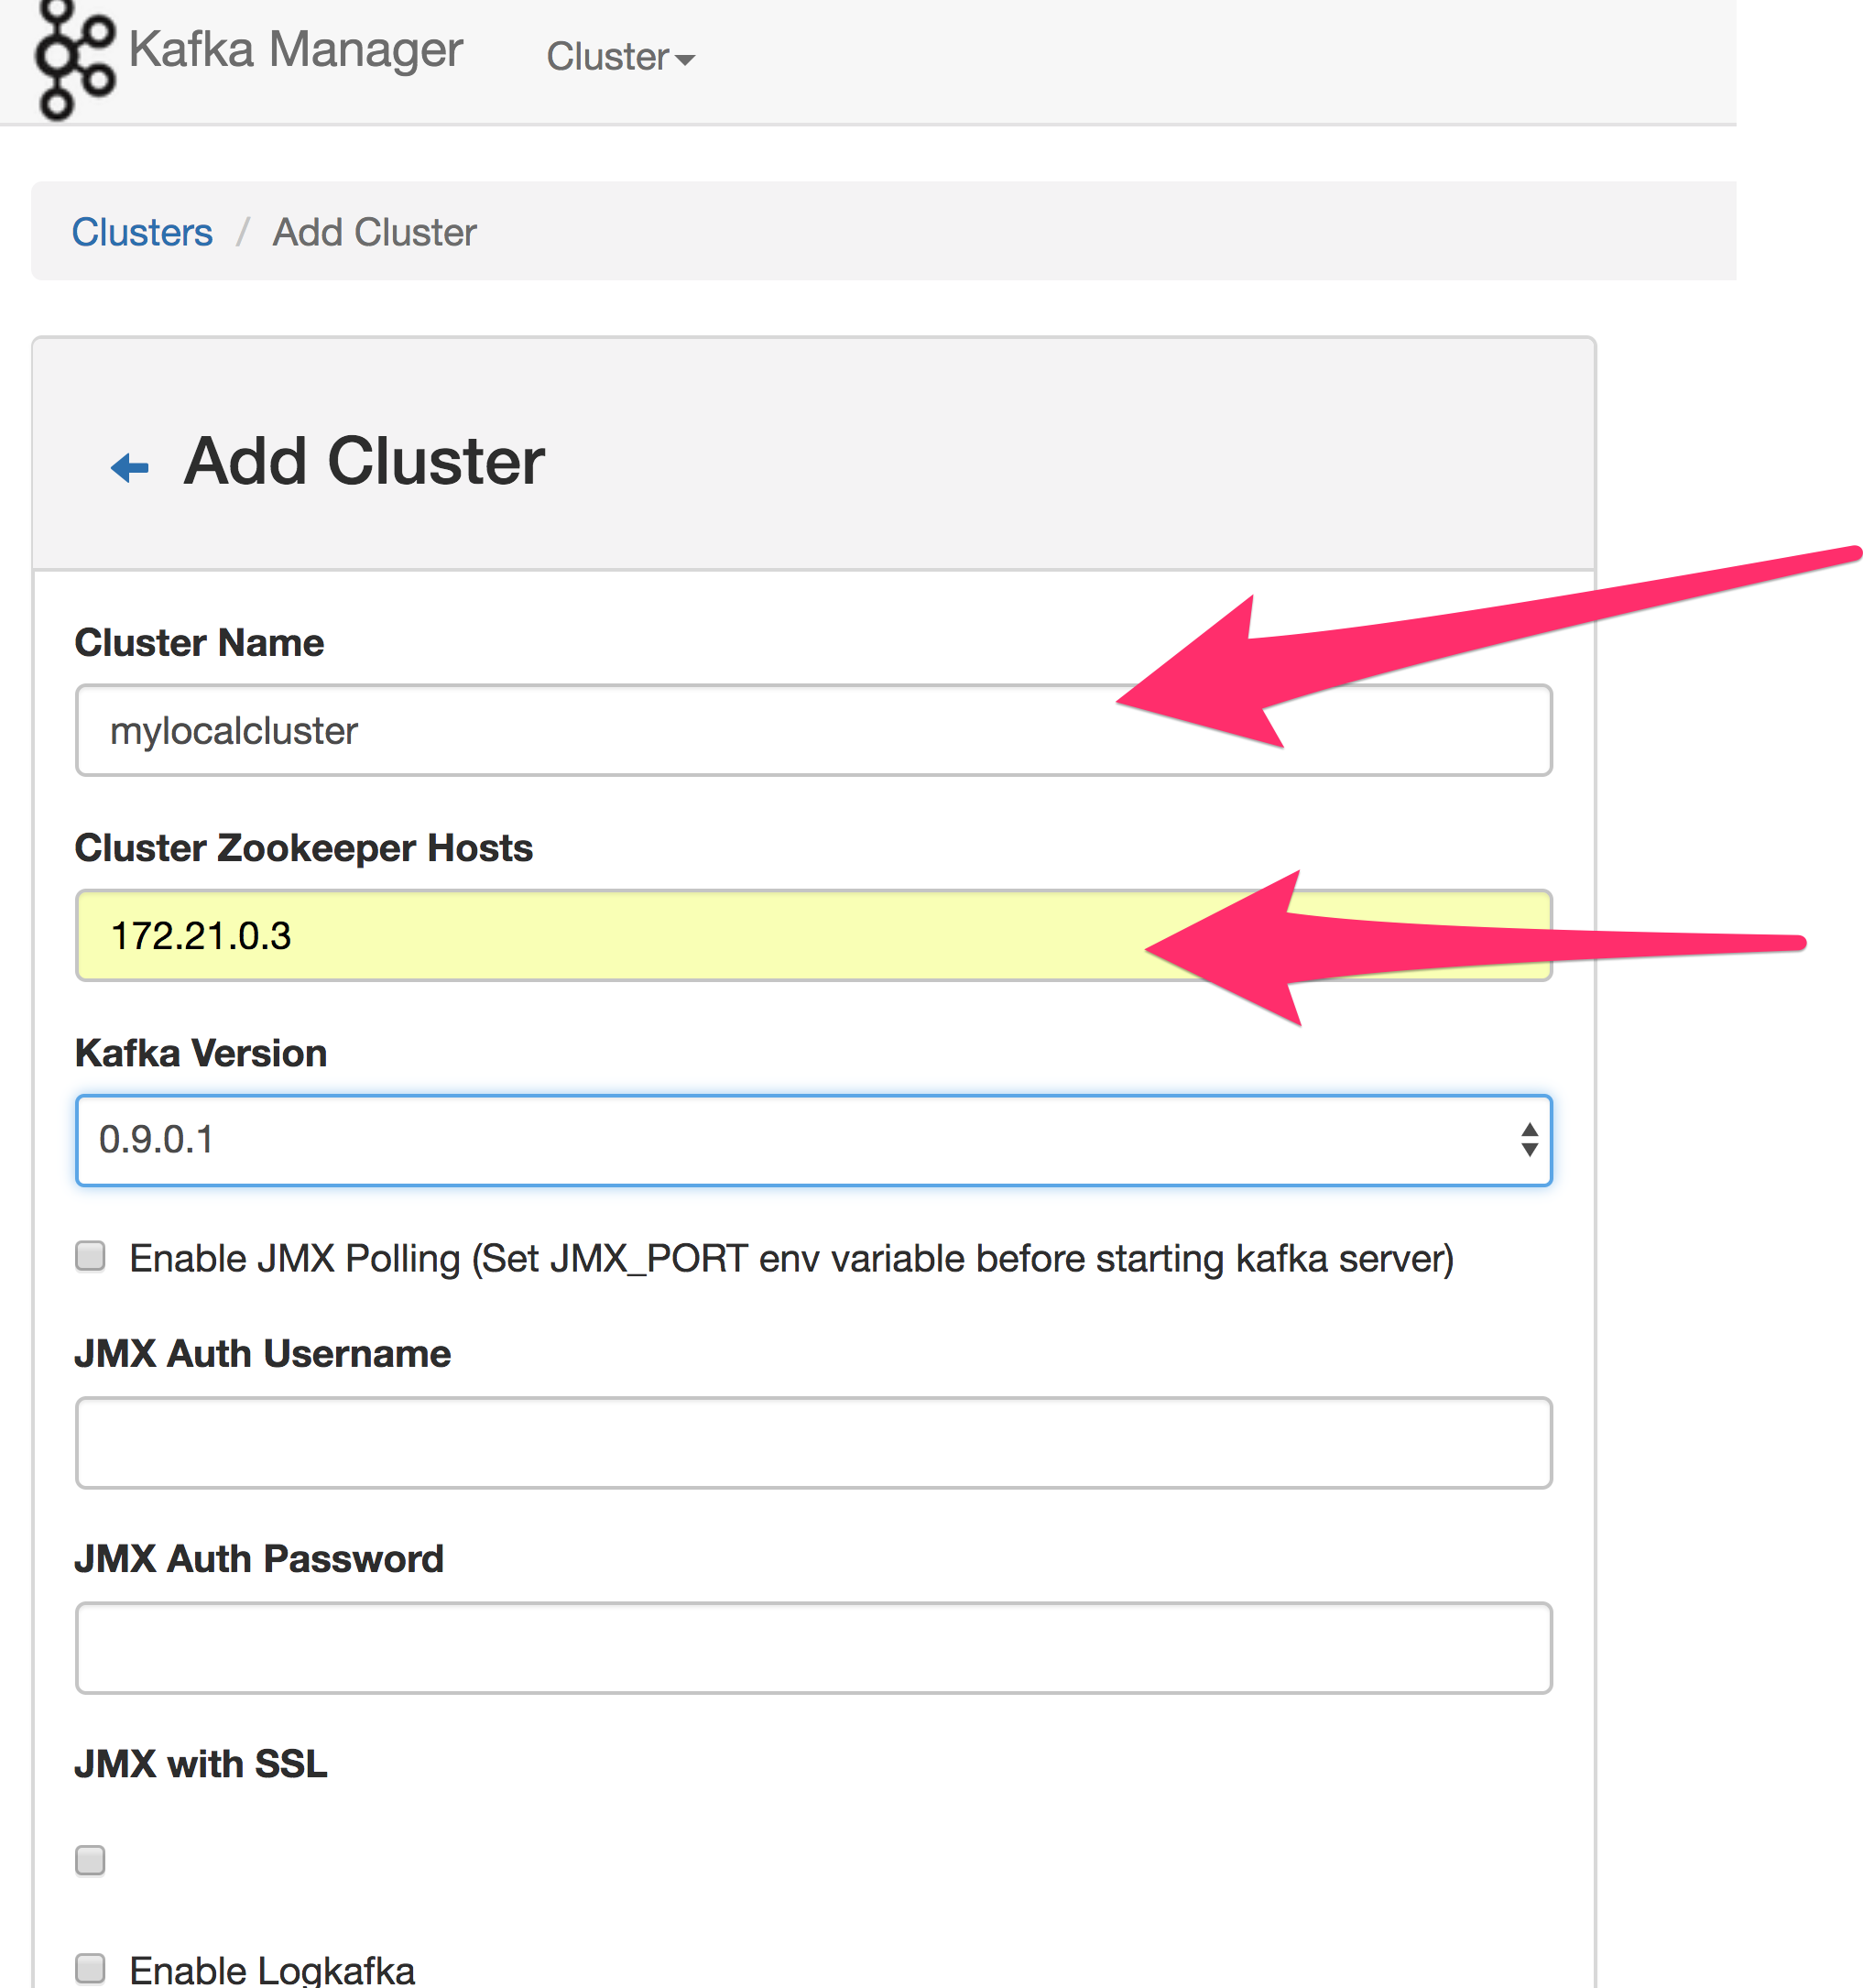 Kafka Manager Cluster
Clusters / Add Cluster
Add Cluster
Cluster Name
mylocalcluster
Cluster Zookeeper Hosts
172.21.0.3
Kafka Version
0.9.0.1
Enable JMX Polling (Set JMX_PORT env variable before starting kafka server)
JMX Auth Username
JMX Auth Password
JMX with SSL
Enable Logkafka